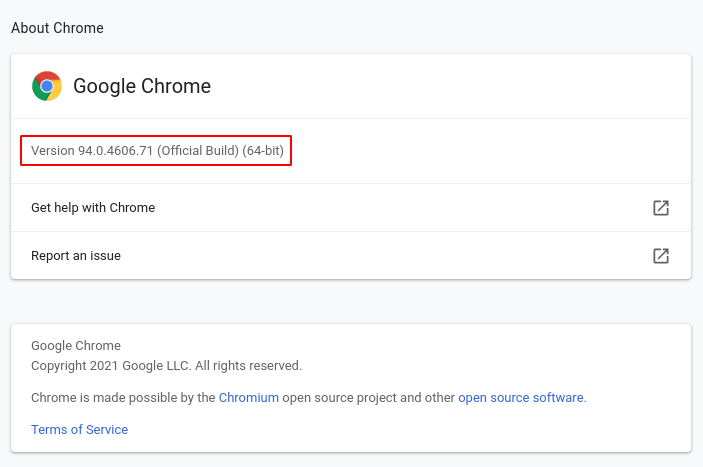 About Chrome
Google Chrome
Version 94.0.4606.71 (Official Build) (64-bit)
Get help with Chrome
Report an issue
Google Chrome
Copyright 2021 Google LLC. All rights reserved.
Chrome is made possible by the Chromium open source project and other open source software.
Terms of Service